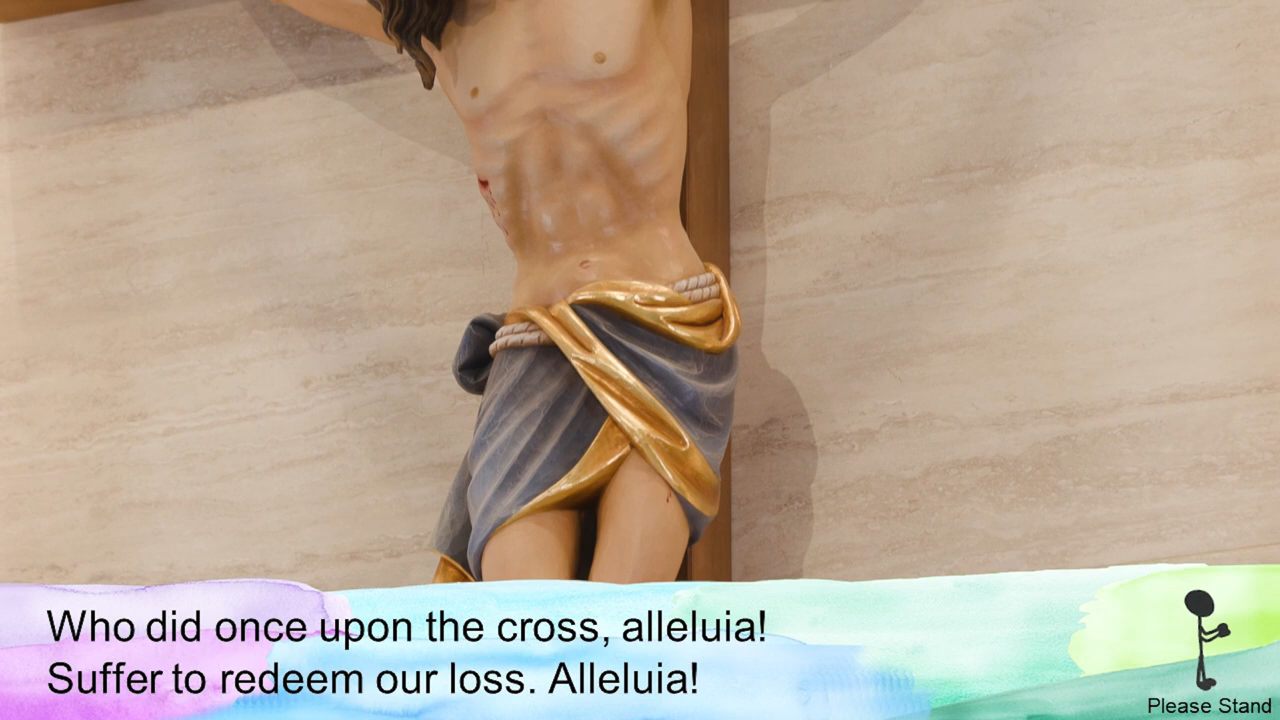 Who did once upon the cross, alleluia!
Suffer to redeem our loss. Alleluia!
Please Stand